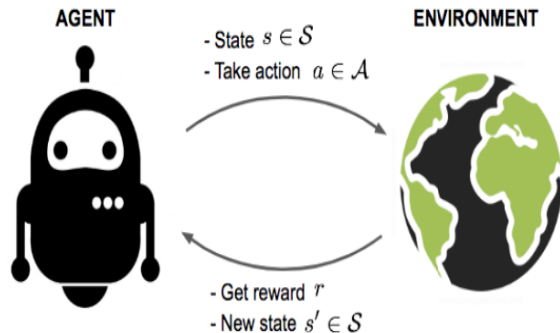 AGENT
ENVIRONMENT
- State s ∈ 𝒮
- Take action a ∈ 𝒜
- Get reward r
- New state s′ ∈ 𝒮